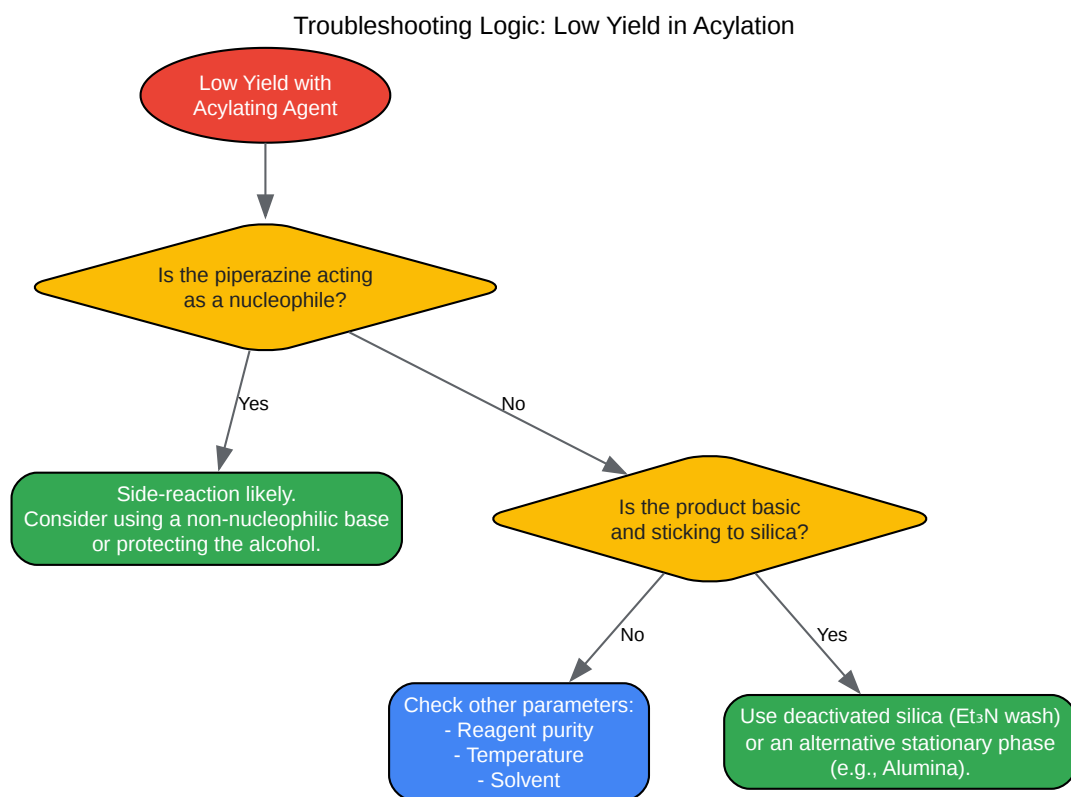 Troubleshooting Logic: Low Yield in Acylation
Low Yield with
Acylating Agent
Is the piperazine acting
as a nucleophile?
Yes
No
Side-reaction likely.
Consider using a non-nucleophilic base
or protecting the alcohol.
Is the product basic
and sticking to silica?
No
Yes
Check other parameters:
- Reagent purity
- Temperature
- Solvent
Use deactivated silica (Et₃N wash)
or an alternative stationary phase
(e.g., Alumina).